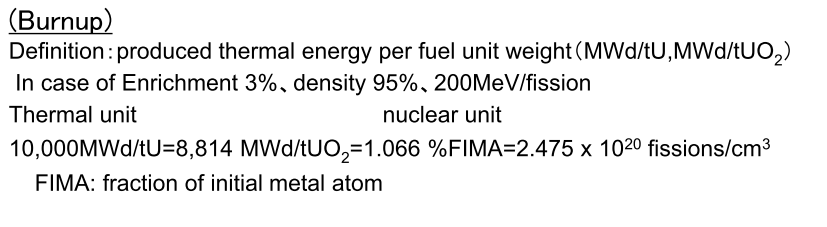 (Burnup)
Definition:produced thermal energy per fuel unit weight(MWd/tU,MWd/tUO₂)
In case of Enrichment 3%、density 95%、200MeV/fission
Thermal unit nuclear unit
10,000MWd/tU=8,814 MWd/tUO₂=1.066 %FIMA=2.475 x 10²⁰ fissions/cm³
FIMA: fraction of initial metal atom